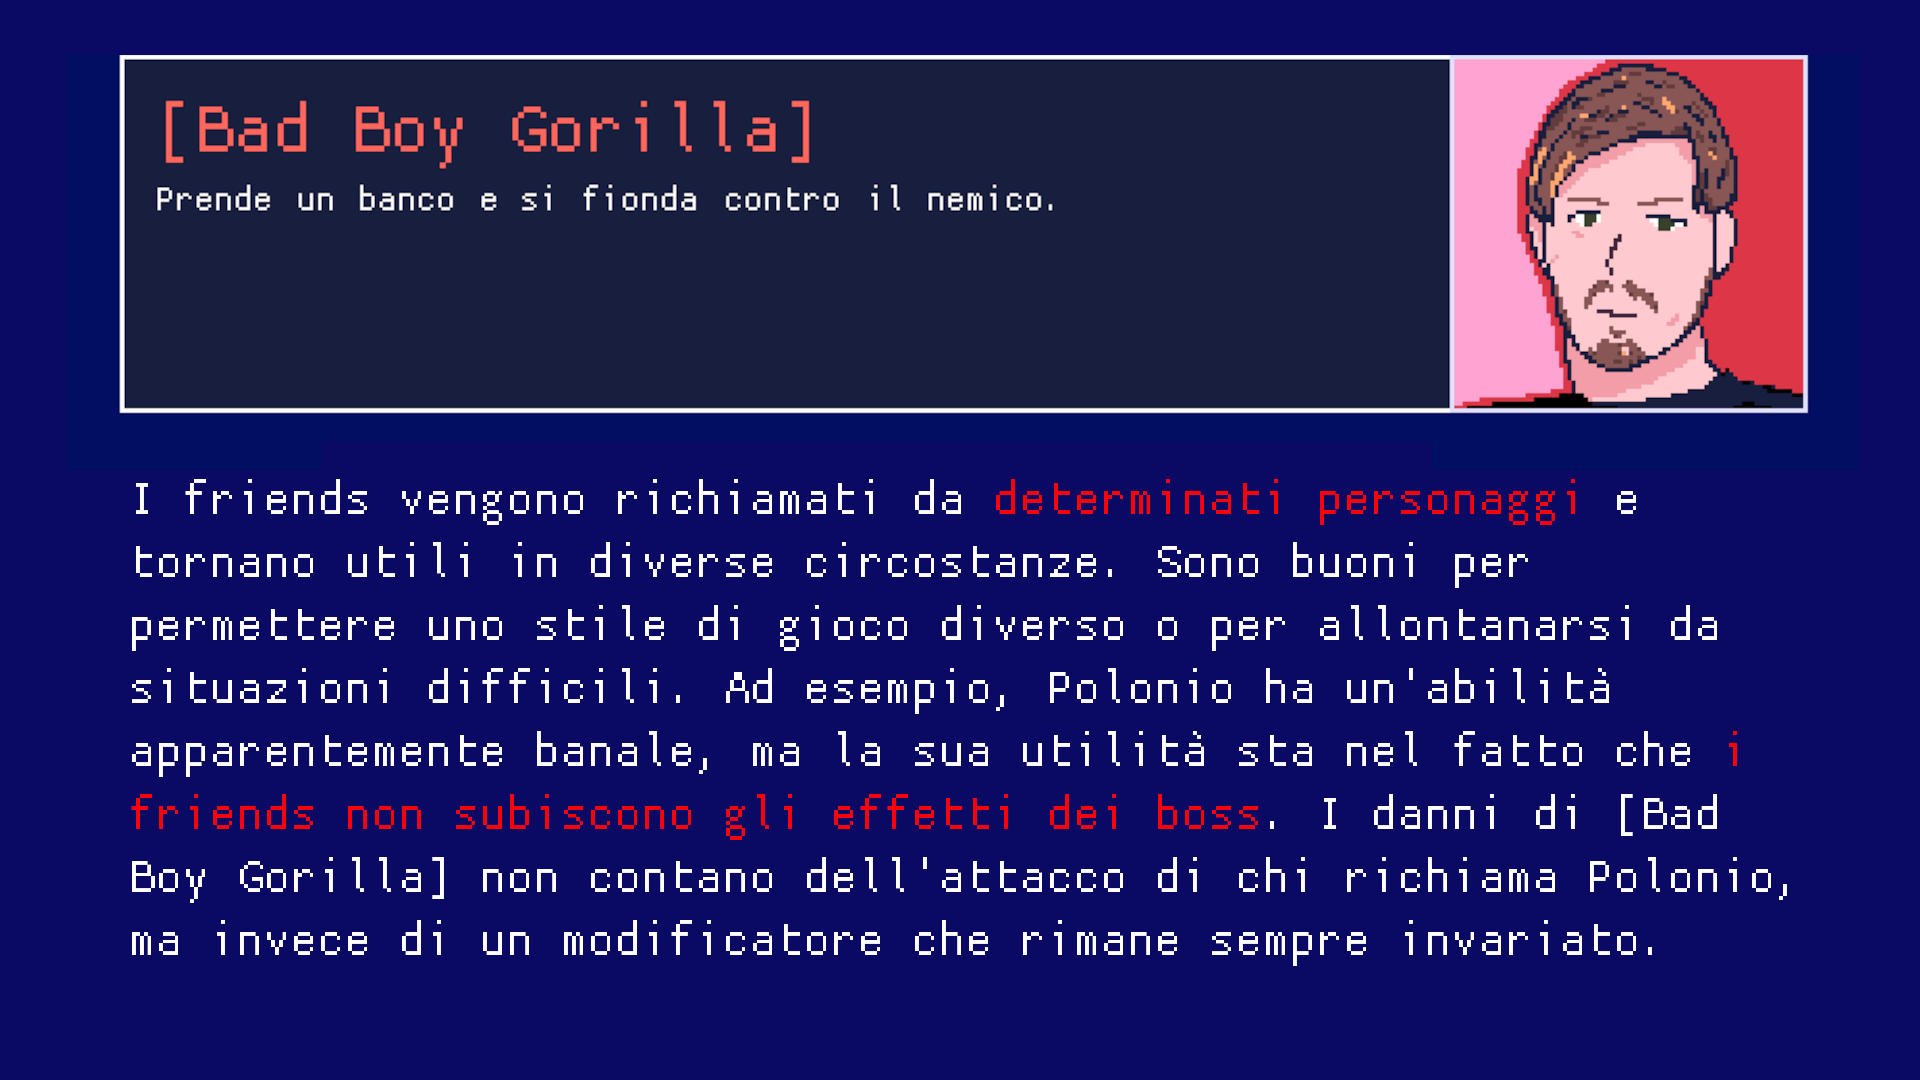 [Bad Boy Gorilla]
Prende un banco e si fionda contro il nemico.
I friends vengono richiamati da determinati personaggi e
tornano utili in diverse circostanze. Sono buoni per
permettere uno stile di gioco diverso o per allontanarsi da
situazioni difficili. Ad esempio, Polonio ha un'abilità
apparentemente banale, ma la sua utilità sta nel fatto che i
friends non subiscono gli effetti dei boss. I danni di [Bad
Boy Gorilla] non contano dell'attacco di chi richiama Polonio,
ma invece di un modificatore che rimane sempre invariato.